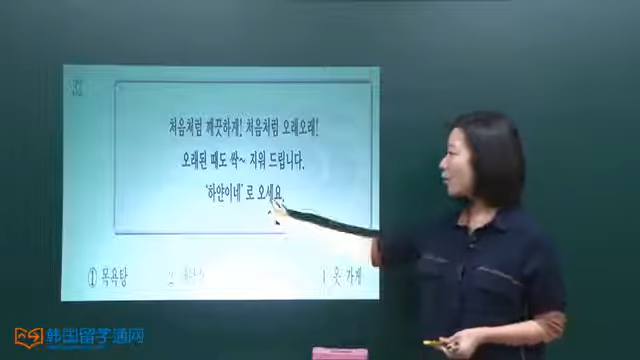 처음처럼 깨끗하게! 처음처럼 오래오래!
오래된 때도 싹~ 지워 드립니다.
'하얀이네'로 오세요.
① 목욕탕 옷 가게
韩国留学通网